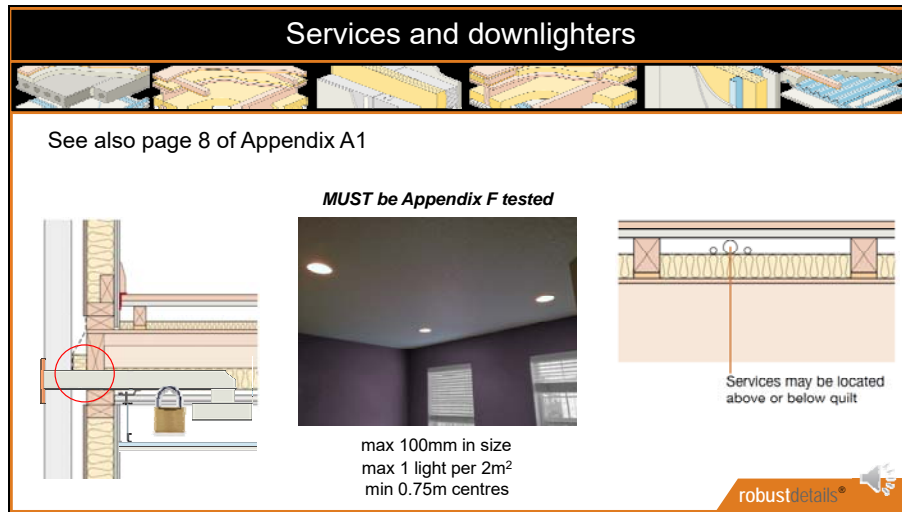 Services and downlighters
See also page 8 of Appendix A1
MUST be Appendix F tested
max 100mm in size
max 1 light per 2m²
min 0.75m centres
Services may be located
above or below quilt
robustdetails®